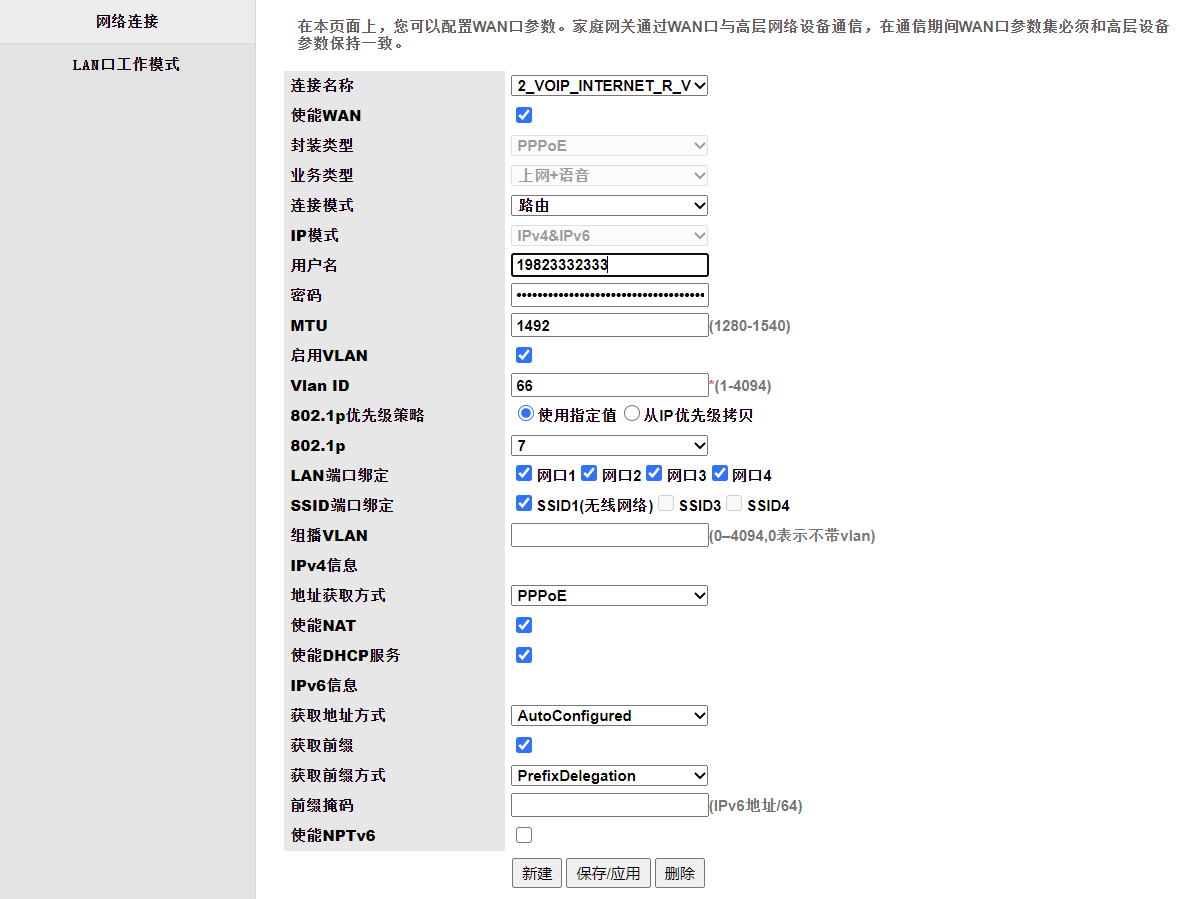 网络连接
LAN口工作模式
在本页面上，您可以配置WAN口参数。家庭网关通过WAN口与高层网络设备通信，在通信期间WAN口参数集必须和高层设备
参数保持一致。
连接名称 2_VOIP_INTERNET_R_V
使能WAN
封装类型 PPPoE
业务类型 上网+语音
连接模式 路由
IP模式 IPv4&IPv6
用户名 19823332333
密码 ••••••••••••••••••••••••••••••••••••
MTU 1492 (1280-1540)
启用VLAN
Vlan ID 66 *(1-4094)
802.1p优先级策略 使用指定值 从IP优先级拷贝
802.1p 7
LAN端口绑定 网口1 网口2 网口3 网口4
SSID端口绑定 SSID1(无线网络) SSID3 SSID4
组播VLAN (0–4094,0表示不带vlan)
IPv4信息
地址获取方式 PPPoE
使能NAT
使能DHCP服务
IPv6信息
获取地址方式 AutoConfigured
获取前缀
获取前缀方式 PrefixDelegation
前缀掩码 (IPv6地址/64)
使能NPTv6
新建 保存/应用 删除